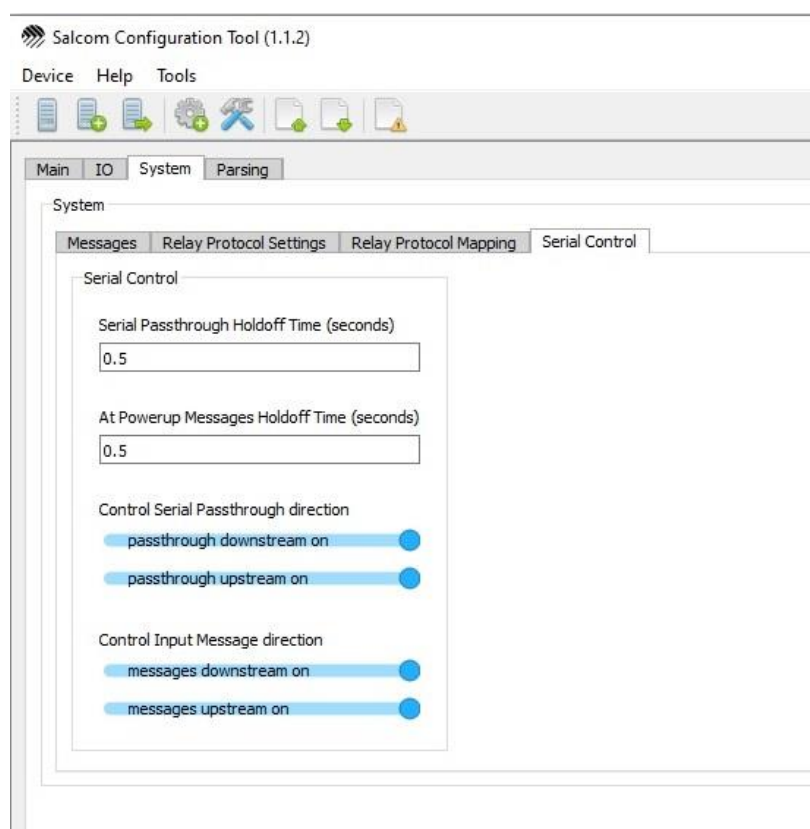 Salcom Configuration Tool (1.1.2)
Device Help Tools
Main IO System Parsing
System
Messages Relay Protocol Settings Relay Protocol Mapping Serial Control
Serial Control
Serial Passthrough Holdoff Time (seconds)
0.5
At Powerup Messages Holdoff Time (seconds)
0.5
Control Serial Passthrough direction
passthrough downstream on
passthrough upstream on
Control Input Message direction
messages downstream on
messages upstream on